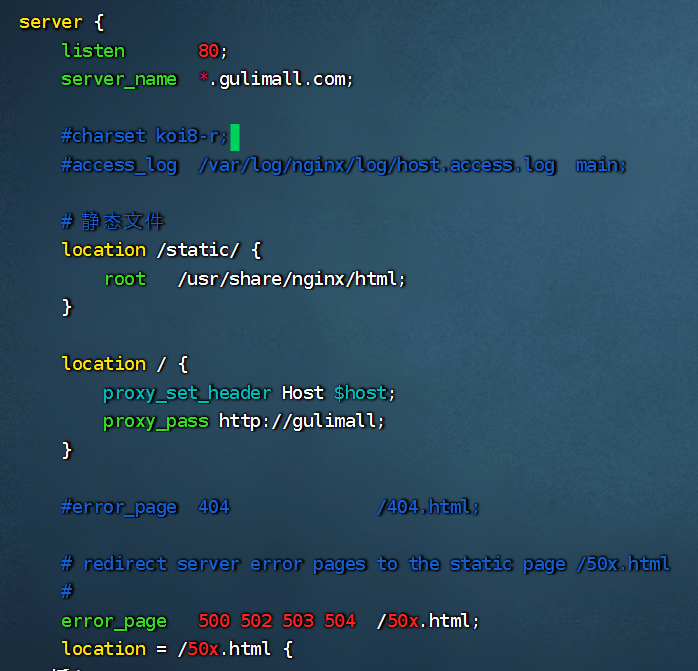 server {
    listen       80;
    server_name  *.gulimall.com;
    #charset koi8-r;
    #access_log  /var/log/nginx/log/host.access.log  main;
    # 静态文件
    location /static/ {
        root   /usr/share/nginx/html;
    }
    location / {
        proxy_set_header Host $host;
        proxy_pass http://gulimall;
    }
    #error_page  404              /404.html;
    # redirect server error pages to the static page /50x.html
    #
    error_page   500 502 503 504  /50x.html;
    location = /50x.html {